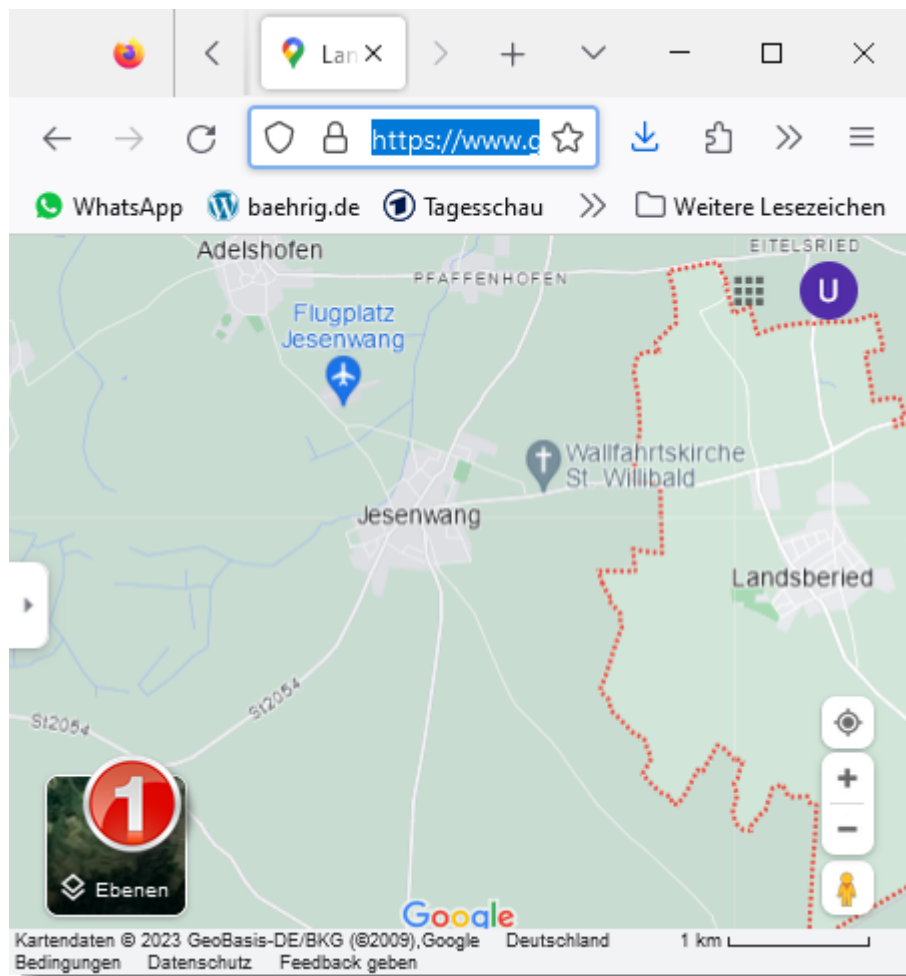 Lan
https://www.g
WhatsApp baehrig.de Tagesschau Weitere Lesezeichen
Adelshofen
EITELSRIED
PFAFFENHOFEN
U
Flugplatz
Jesenwang
Wallfahrtskirche
St. Willibald
Jesenwang
Landsberied
St2054
St2054
1
Ebenen
Google
Kartendaten © 2023 GeoBasis-DE/BKG (©2009),Google Deutschland 1 km
Bedingungen Datenschutz Feedback geben